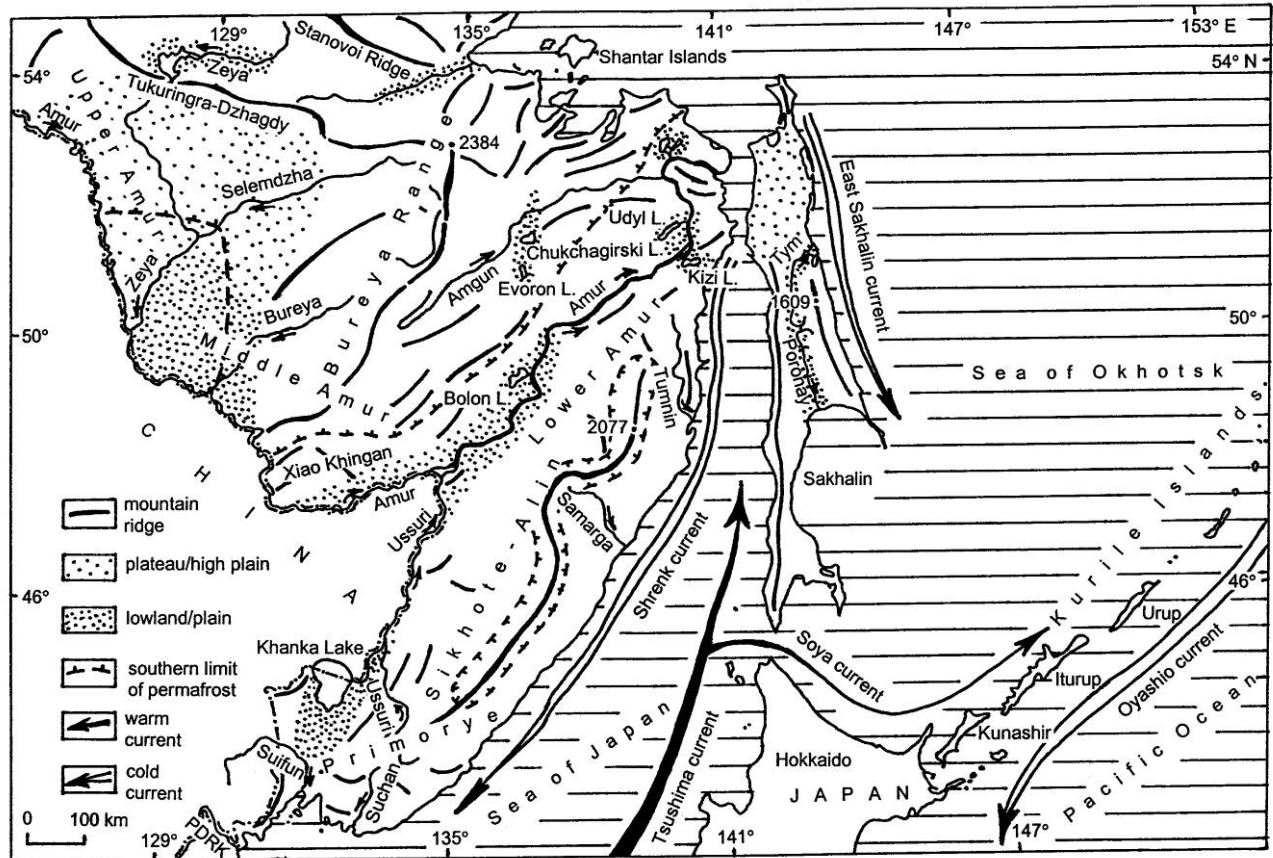 129°
135°
141°
147°
153° E
54°
54° N
Stanovoi Ridge
Shantar Islands
Zeya
Tukuringra-Dzhagdy
Upper Amur
Amur
2384
Selemdzha
East Sakhalin current
Udyl L.
Chukchagirski L.
Tym
Kizi L.
Zeya
Amgun
Evoron L.
Amur
1609
Bureya
Bureya Range
50°
50°
Middle Amur
Poronay
Sea of Okhotsk
Lower Amur
Tumnin
Bolon L.
2077
CHINA
Xiao Khingan
Amur
Sakhalin
Samarga
Ussuri
Sikhote-Alin
Shrenk current
Kurile Islands
46°
46°
Urup
Khanka Lake
Soya current
Iturup
Oyashio current
Ussuri
Primorye
Sea of Japan
Kunashir
Pacific Ocean
Suifun
Suchan
Tsushima current
Hokkaido
JAPAN
PDRK
mountain
ridge
plateau/high plain
lowland/plain
southern limit
of permafrost
warm
current
cold
current
0 100 km
129°
135°
141°
147°